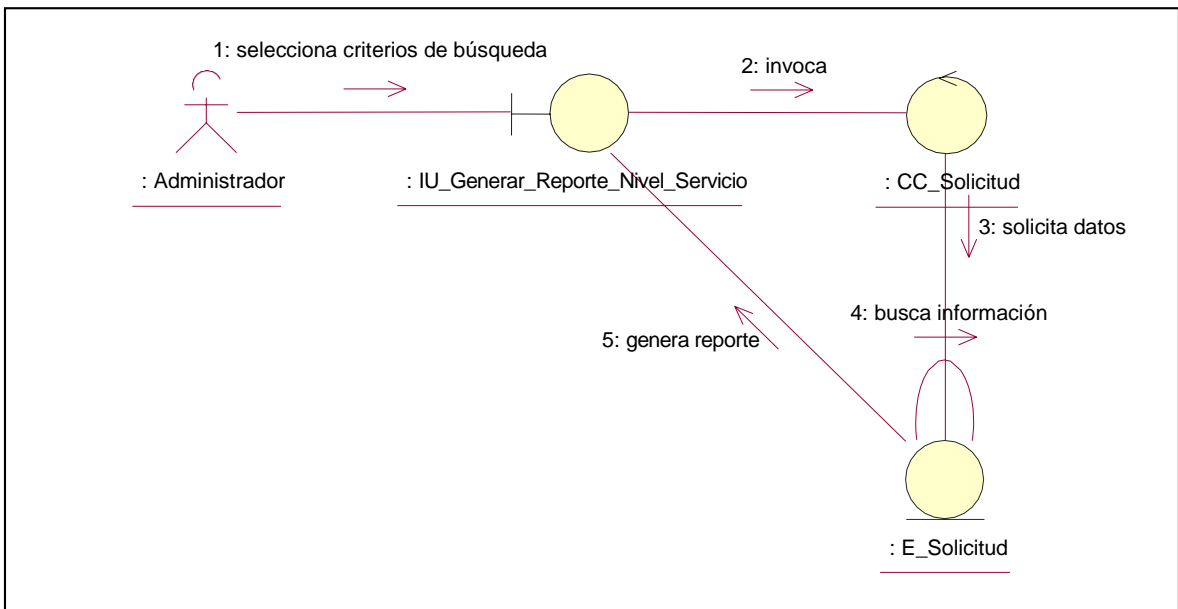 1: selecciona criterios de búsqueda
2: invoca
: Administrador
: IU_Generar_Reporte_Nivel_Servicio
: CC_Solicitud
3: solicita datos
4: busca información
5: genera reporte
: E_Solicitud